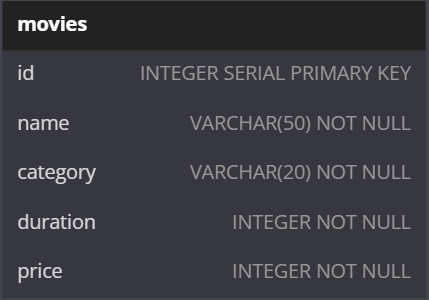 movies
id INTEGER SERIAL PRIMARY KEY
name VARCHAR(50) NOT NULL
category VARCHAR(20) NOT NULL
duration INTEGER NOT NULL
price INTEGER NOT NULL